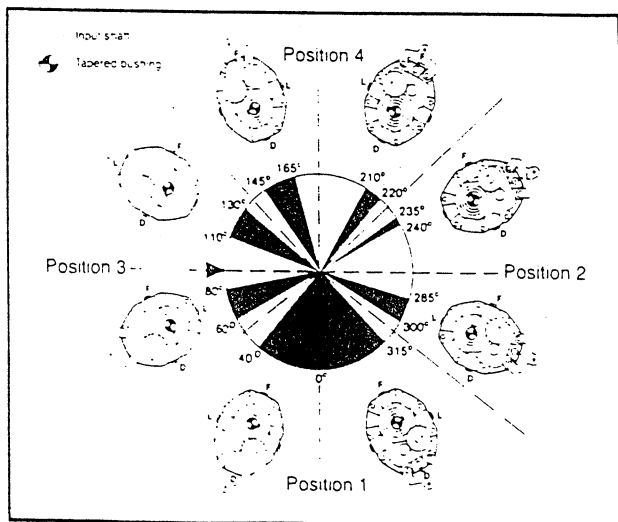 Input shaft
Tapered bushing
Position 4
F
L
D
F
L
D
165°
145°
130°
110°
210°
220°
235°
240°
F
D
F
D
Position 3
Position 2
80°
60°
40°
0°
285°
300°
315°
F
L
D
F
L
D
F
L
D
F
L
D
Position 1